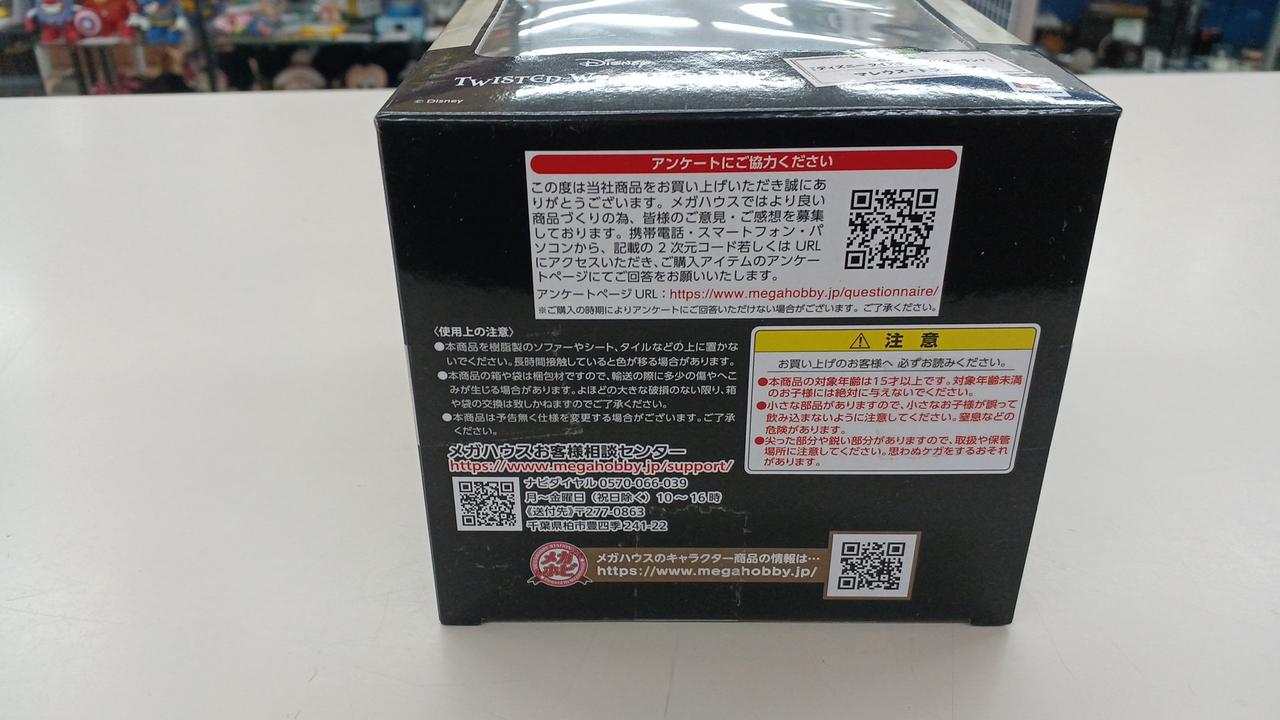 Disney
TWISTED
© Disney
アンケートにご協力ください
この度は当社商品をお買い上げいただき誠にあ
りがとうございます。メガハウスではより良い
商品づくりの為、皆様のご意見・ご感想を募集
しております。携帯電話・スマートフォン・パ
ソコンから、記載の2次元コード若しくはURL
にアクセスいただき、ご購入アイテムのアンケー
トページにてご回答をお願いいたします。
アンケートページURL：https://www.megahobby.jp/questionnaire/
※ご購入の時期によりアンケートにご回答いただけない場合がございます。ご了承ください。
〈使用上の注意〉
●本商品を樹脂製のソファーやシート、タイルなどの上に置かな
いでください。長時間接触していると色が移る場合があります。
●本商品の箱や袋は梱包材ですので、輸送の際に多少の傷やへこ
みが生じる場合があります。よほどの大きな破損のない限り、箱
や袋の交換は致しかねますのでご了承ください。
●本商品は予告無く仕様を変更する場合がございます。ご了承
ください。
メガハウスお客様相談センター
https://www.megahobby.jp/support/
ナビダイヤル 0570-066-039
月～金曜日（祝日除く）10～16時
《送付先》〒277-0863
千葉県柏市豊四季241-22
⚠ 注意
お買い上げのお客様へ 必ずお読みください。
●本商品の対象年齢は15才以上です。対象年齢未満
のお子様には絶対に与えないでください。
●小さな部品がありますので、小さなお子様が誤って
飲み込まないように注意してください。窒息などの
危険があります。
●尖った部分や鋭い部分がありますので、取扱や保管
場所に注意してください。思わぬケガをするおそれ
があります。
メガホビ
メガハウスのキャラクター商品の情報は…
https://www.megahobby.jp/